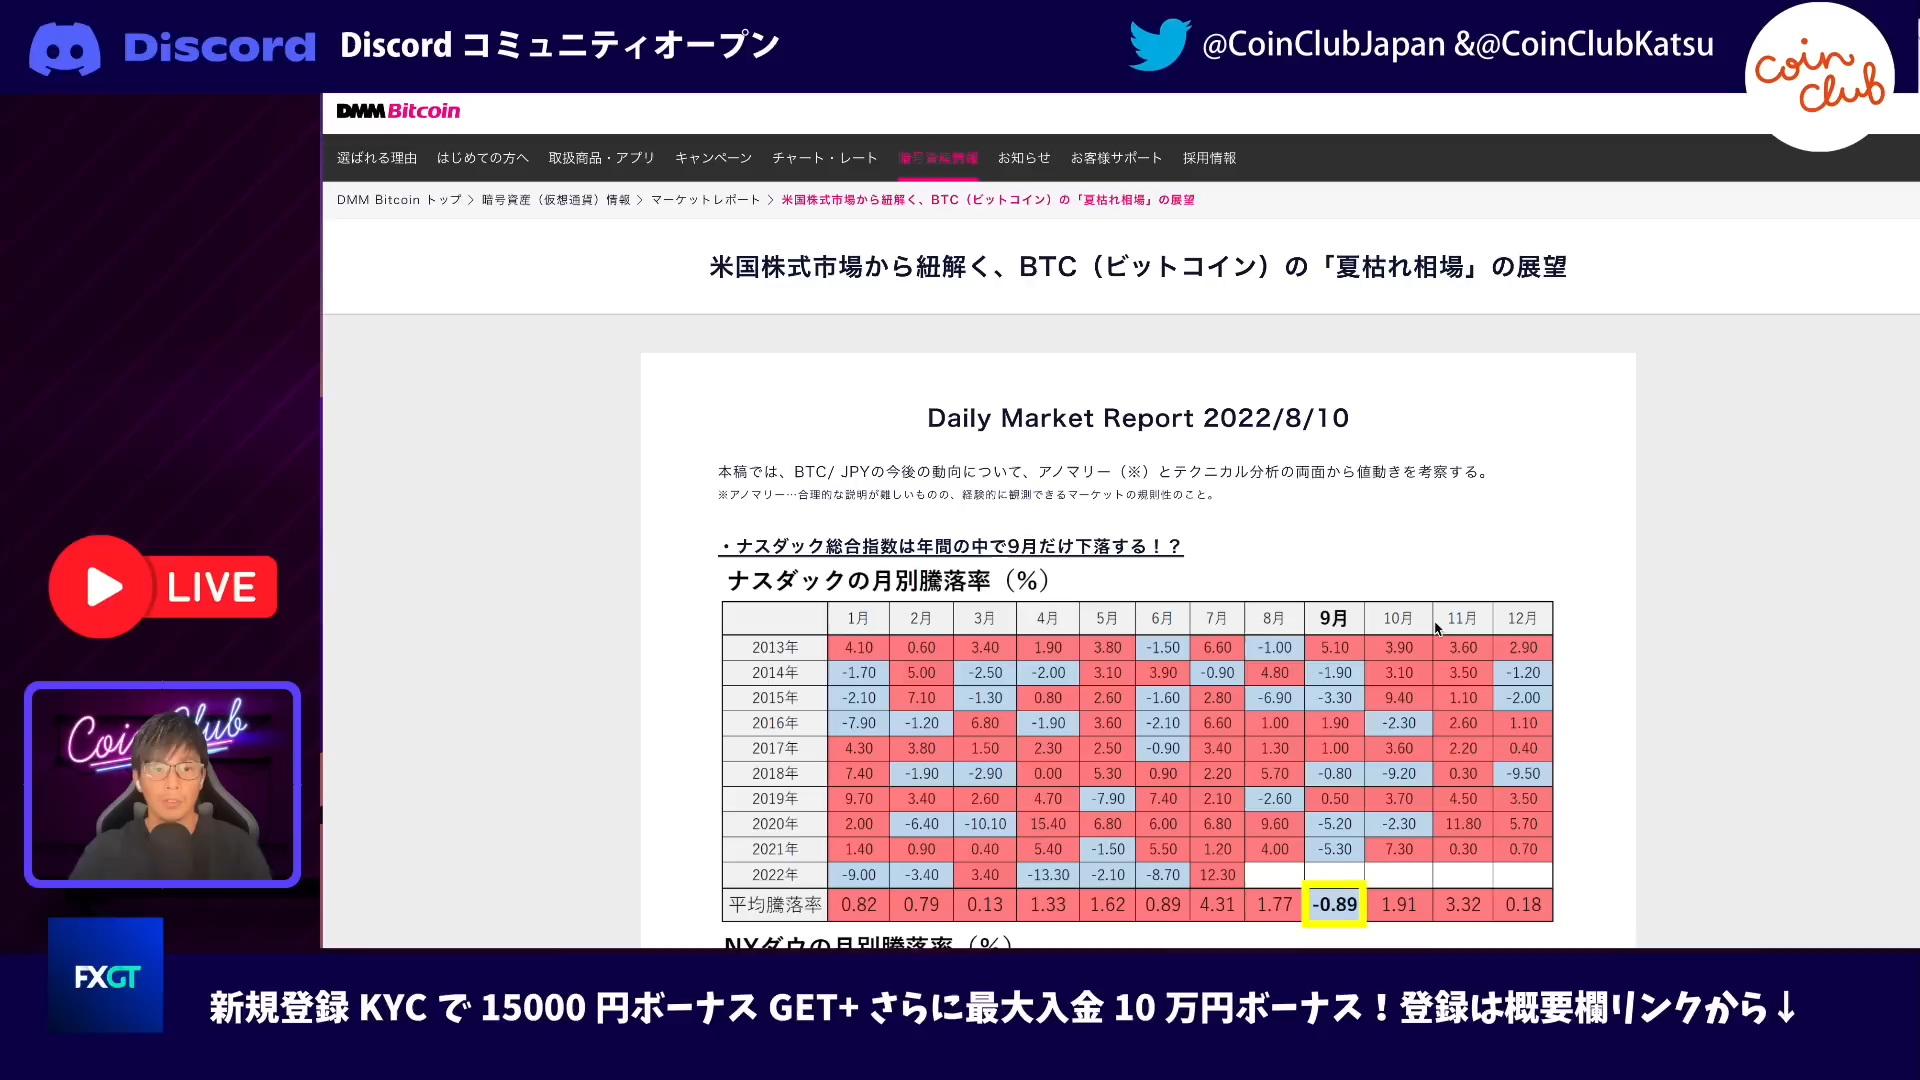 Discord Discord コミュニティオープン
@CoinClubJapan &@CoinClubKatsu
coin
club
DMM Bitcoin
選ばれる理由 はじめての方へ 取扱商品・アプリ キャンペーン チャート・レート 暗号資産情報 お知らせ お客様サポート 採用情報
DMM Bitcoin トップ 〉 暗号資産（仮想通貨）情報 〉 マーケットレポート 〉 米国株式市場から紐解く、BTC（ビットコイン）の「夏枯れ相場」の展望
米国株式市場から紐解く、BTC（ビットコイン）の「夏枯れ相場」の展望
Daily Market Report 2022/8/10
本稿では、BTC/ JPYの今後の動向について、アノマリー（※）とテクニカル分析の両面から値動きを考察する。
※アノマリー…合理的な説明が難しいものの、経験的に観測できるマーケットの規則性のこと。
・ナスダック総合指数は年間の中で9月だけ下落する！？
ナスダックの月別騰落率（%）
1月 2月 3月 4月 5月 6月 7月 8月 9月 10月 11月 12月
2013年 4.10 0.60 3.40 1.90 3.80 -1.50 6.60 -1.00 5.10 3.90 3.60 2.90
2014年 -1.70 5.00 -2.50 -2.00 3.10 3.90 -0.90 4.80 -1.90 3.10 3.50 -1.20
2015年 -2.10 7.10 -1.30 0.80 2.60 -1.60 2.80 -6.90 -3.30 9.40 1.10 -2.00
2016年 -7.90 -1.20 6.80 -1.90 3.60 -2.10 6.60 1.00 1.90 -2.30 2.60 1.10
2017年 4.30 3.80 1.50 2.30 2.50 -0.90 3.40 1.30 1.00 3.60 2.20 0.40
2018年 7.40 -1.90 -2.90 0.00 5.30 0.90 2.20 5.70 -0.80 -9.20 0.30 -9.50
2019年 9.70 3.40 2.60 4.70 -7.90 7.40 2.10 -2.60 0.50 3.70 4.50 3.50
2020年 2.00 -6.40 -10.10 15.40 6.80 6.00 6.80 9.60 -5.20 -2.30 11.80 5.70
2021年 1.40 0.90 0.40 5.40 -1.50 5.50 1.20 4.00 -5.30 7.30 0.30 0.70
2022年 -9.00 -3.40 3.40 -13.30 -2.10 -8.70 12.30
平均騰落率 0.82 0.79 0.13 1.33 1.62 0.89 4.31 1.77 -0.89 1.91 3.32 0.18
NYダウの月別騰落率（%）
LIVE
FXGT
新規登録 KYC で 15000 円ボーナス GET+ さらに最大入金 10 万円ボーナス！登録は概要欄リンクから↓